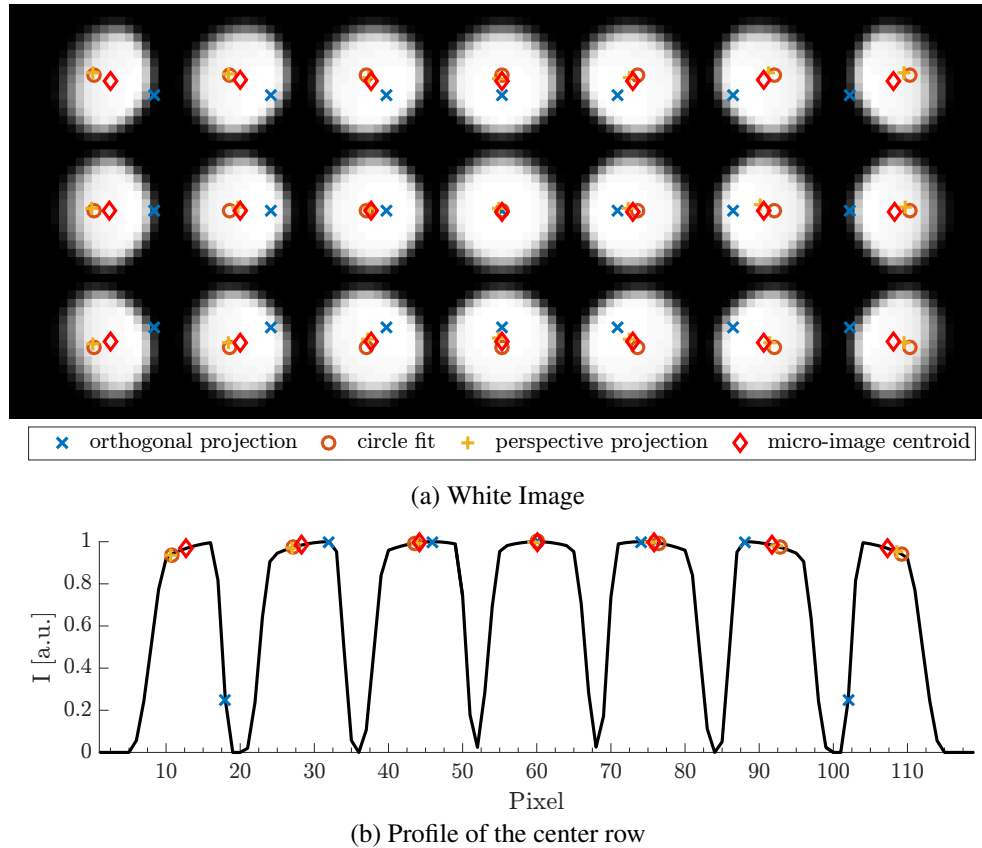 orthogonal projection circle fit perspective projection micro-image centroid
(a) White Image
1
0.8
0.6
0.4
0.2
0
I [a.u.]
10 20 30 40 50 60 70 80 90 100 110
Pixel
(b) Profile of the center row